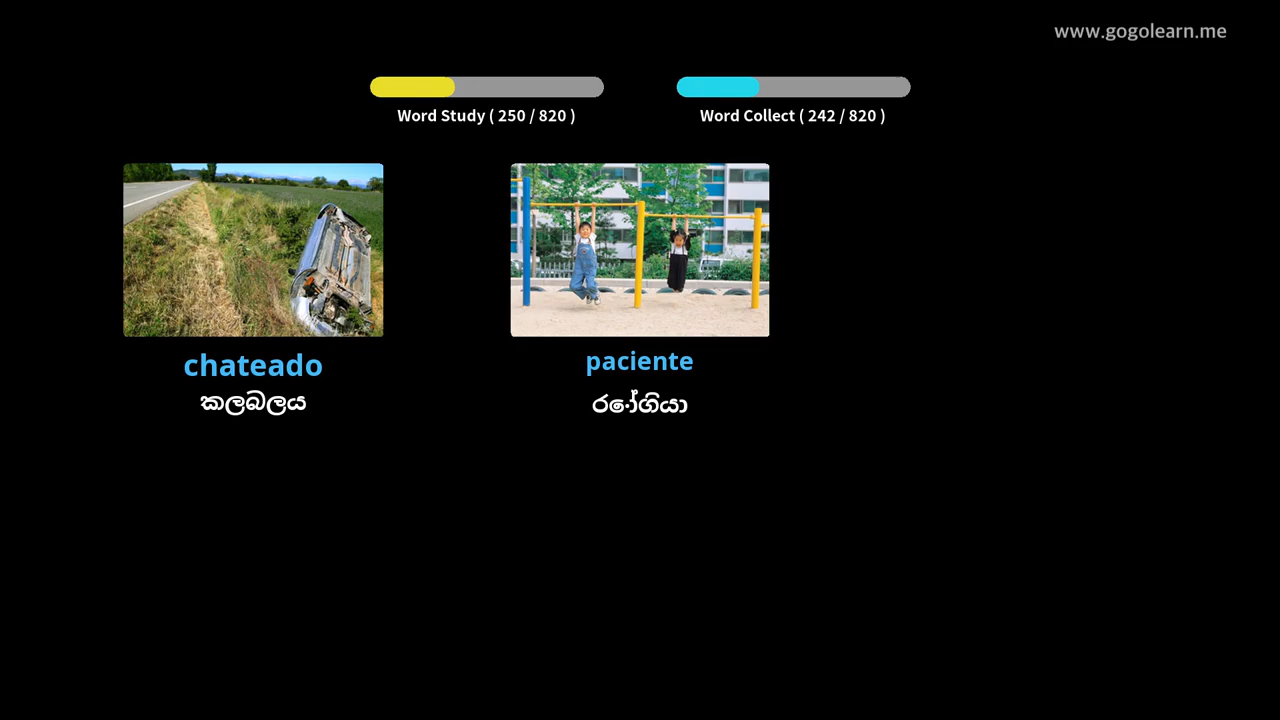 www.gogolearn.me
Word Study ( 250 / 820 )
Word Collect ( 242 / 820 )
chateado
කලබලය
paciente
රෝගියා